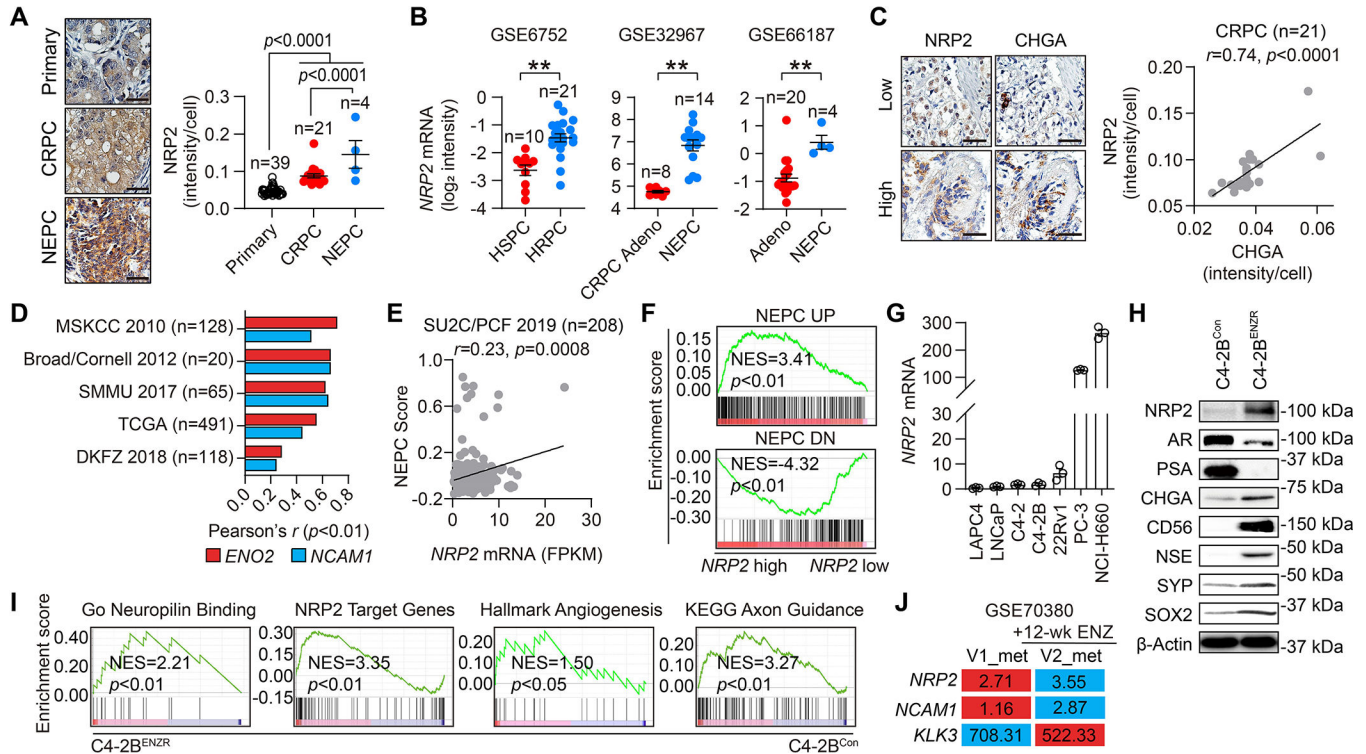 A
Primary
CRPC
NEPC
p<0.0001
p<0.0001
n=4
n=21
n=39
NRP2
(intensity/cell)
0.3
0.2
0.1
0.0
Primary
CRPC
NEPC
B
GSE6752
GSE32967
GSE66187
**
**
**
n=21
n=10
n=14
n=8
n=20
n=4
NRP2 mRNA
(log₂ intensity)
0
-1
-2
-3
-4
10
8
6
4
2
1
0
-1
-2
HSPC
HRPC
CRPC Adeno
NEPC
Adeno
NEPC
C
NRP2
CHGA
Low
High
CRPC (n=21)
r=0.74, p<0.0001
NRP2
(intensity/cell)
0.20
0.15
0.10
0.05
0.02
0.04
0.06
CHGA
(intensity/cell)
D
MSKCC 2010 (n=128)
Broad/Cornell 2012 (n=20)
SMMU 2017 (n=65)
TCGA (n=491)
DKFZ 2018 (n=118)
0.0
0.2
0.4
0.6
0.8
Pearson's r (p<0.01)
ENO2
NCAM1
E
SU2C/PCF 2019 (n=208)
r=0.23, p=0.0008
NEPC Score
1.0
0.6
0.2
-0.2
0
10
20
30
NRP2 mRNA (FPKM)
F
NEPC UP
0.15
0.10
0.05
0.00
NES=3.41
p<0.01
Enrichment score
NEPC DN
0.00
-0.10
-0.20
-0.30
NES=-4.32
p<0.01
NRP2 high
NRP2 low
G
NRP2 mRNA
300
200
100
30
20
10
0
LAPC4
LNCaP
C4-2
C4-2B
22Rv1
PC-3
NCI-H660
H
C4-2B^Con
C4-2B^ENZR
NRP2
-100 kDa
AR
-100 kDa
PSA
-37 kDa
CHGA
-75 kDa
CD56
-150 kDa
NSE
-50 kDa
SYP
-50 kDa
SOX2
-37 kDa
β-Actin
-37 kDa
I
Enrichment score
Go Neuropilin Binding
0.40
0.20
0.00
NES=2.21
p<0.01
NRP2 Target Genes
0.30
0.15
0.00
-0.15
NES=3.35
p<0.01
Hallmark Angiogenesis
0.20
0.10
0.00
NES=1.50
p<0.05
KEGG Axon Guidance
0.20
0.10
0.00
NES=3.27
p<0.01
C4-2B^ENZR
C4-2B^Con
J
GSE70380
+12-wk ENZ
V1_met
V2_met
NRP2
2.71
3.55
NCAM1
1.16
2.87
KLK3
708.31
522.33